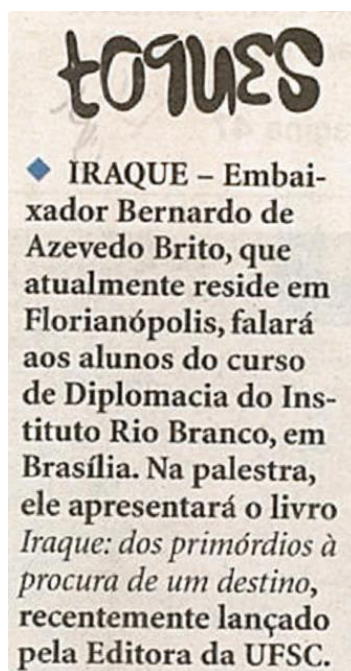 toques
◆ IRAQUE – Embai-
xador Bernardo de
Azevedo Brito, que
atualmente reside em
Florianópolis, falará
aos alunos do curso
de Diplomacia do Ins-
tituto Rio Branco, em
Brasília. Na palestra,
ele apresentará o livro
Iraque: dos primórdios à
procura de um destino,
recentemente lançado
pela Editora da UFSC.